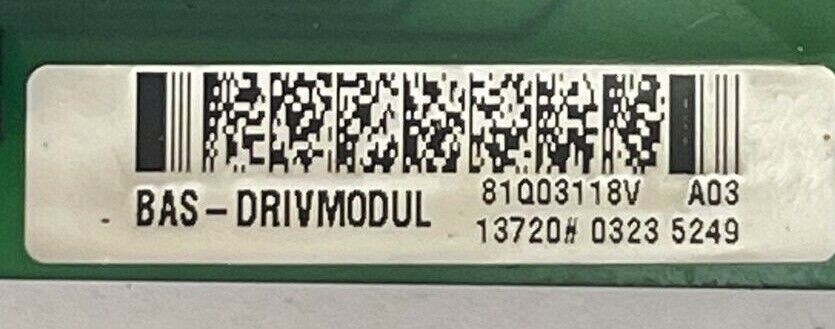 BAS-DRIVMODUL
81Q03118V A03
13720# 0323 5249